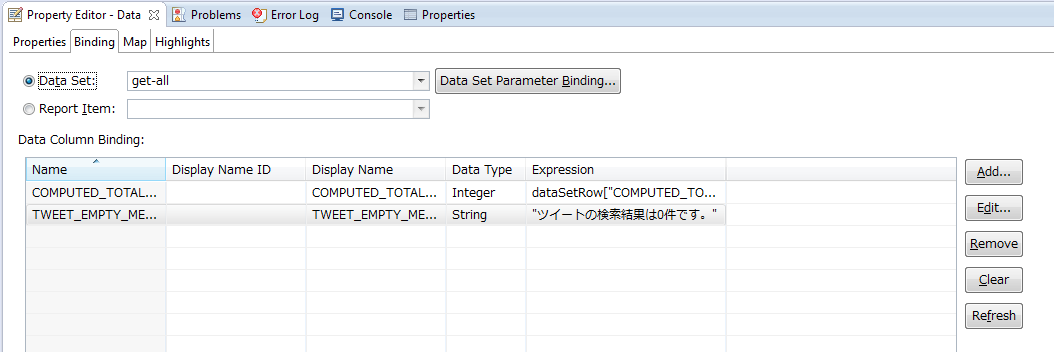 Property Editor - Data Problems Error Log Console Properties
Properties Binding Map Highlights
Data Set: get-all Data Set Parameter Binding...
Report Item:
Data Column Binding:
Name Display Name ID Display Name Data Type Expression
COMPUTED_TOTAL... COMPUTED_TOTAL... Integer dataSetRow["COMPUTED_TO...
TWEET_EMPTY_ME... TWEET_EMPTY_ME... String "ツイートの検索結果は0件です。"
Add...
Edit...
Remove
Clear
Refresh